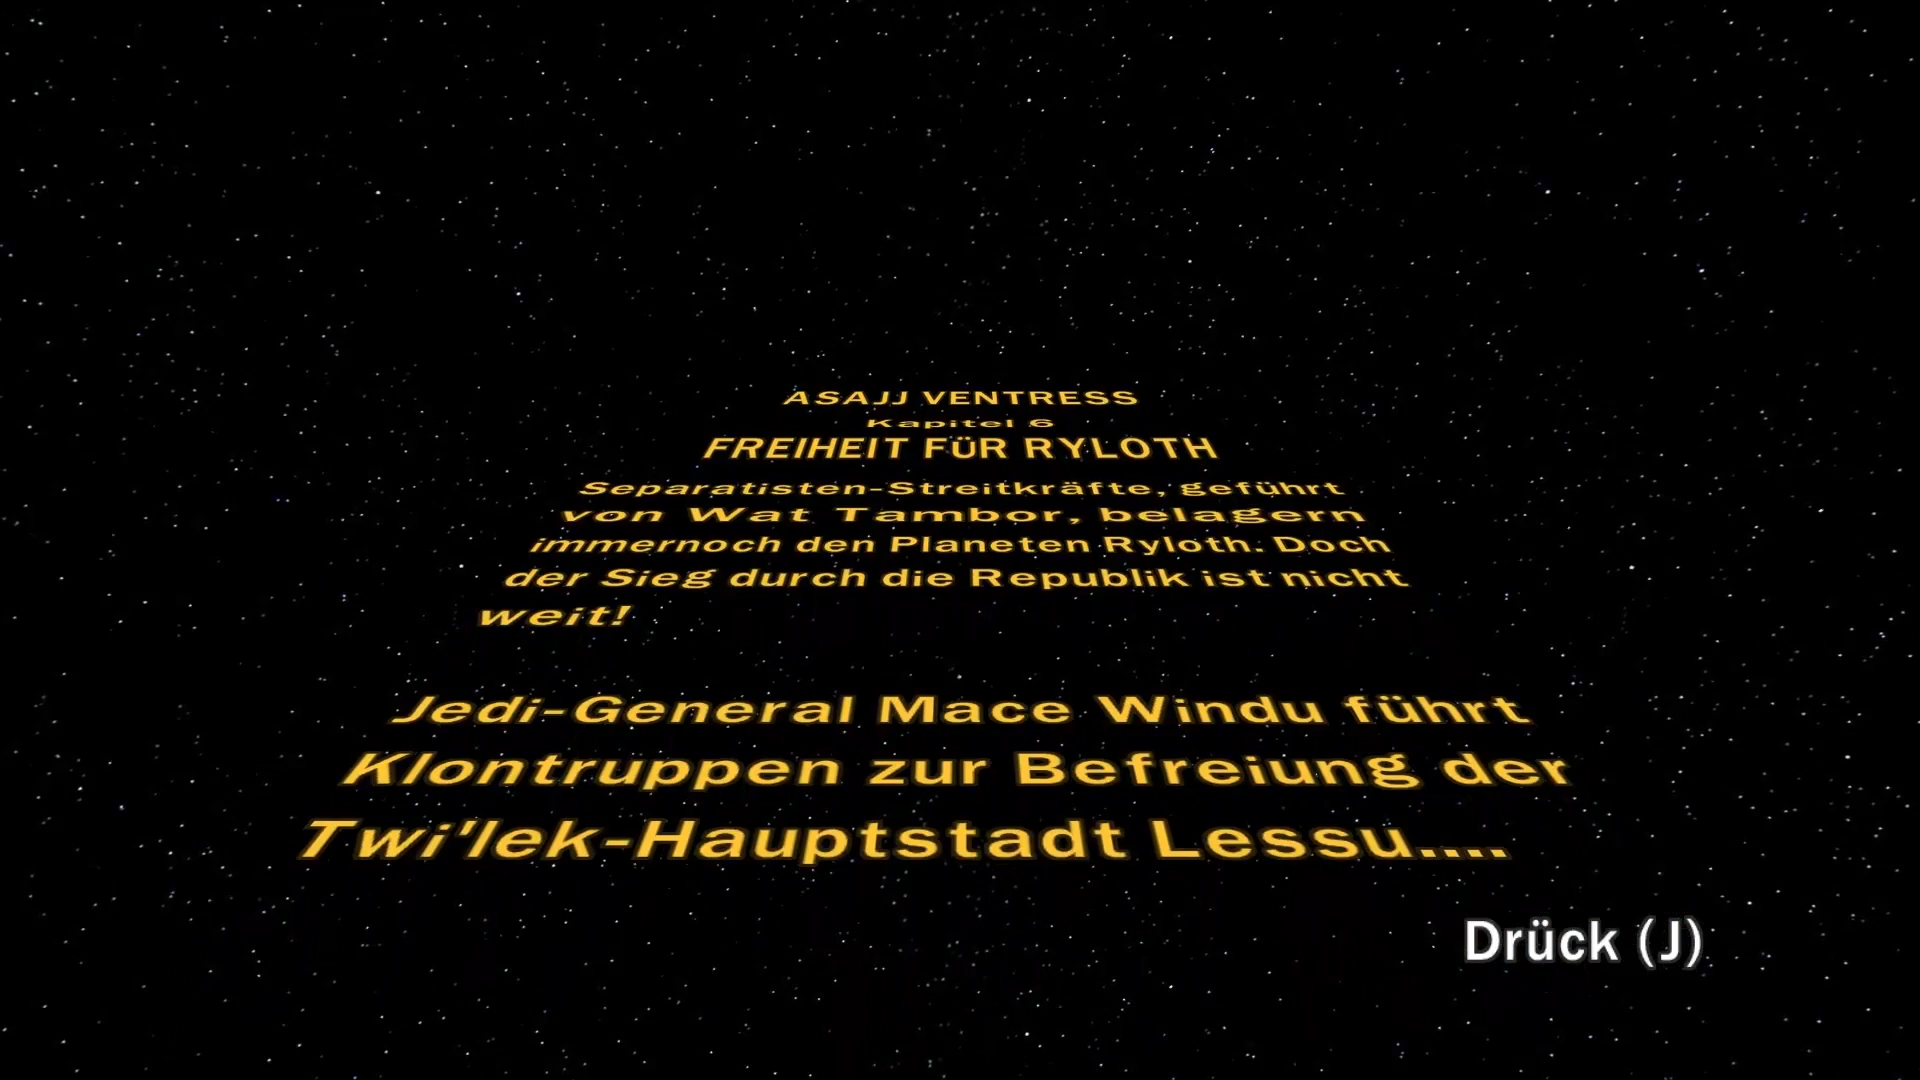 ASAJJ VENTRESS
Kapitel 6
FREIHEIT FÜR RYLOTH
Separatisten-Streitkräfte, geführt
von Wat Tambor, belagern
immernoch den Planeten Ryloth. Doch
der Sieg durch die Republik ist nicht
weit!
Jedi-General Mace Windu führt
Klontruppen zur Befreiung der
Twi'lek-Hauptstadt Lessu....
Drück (J)